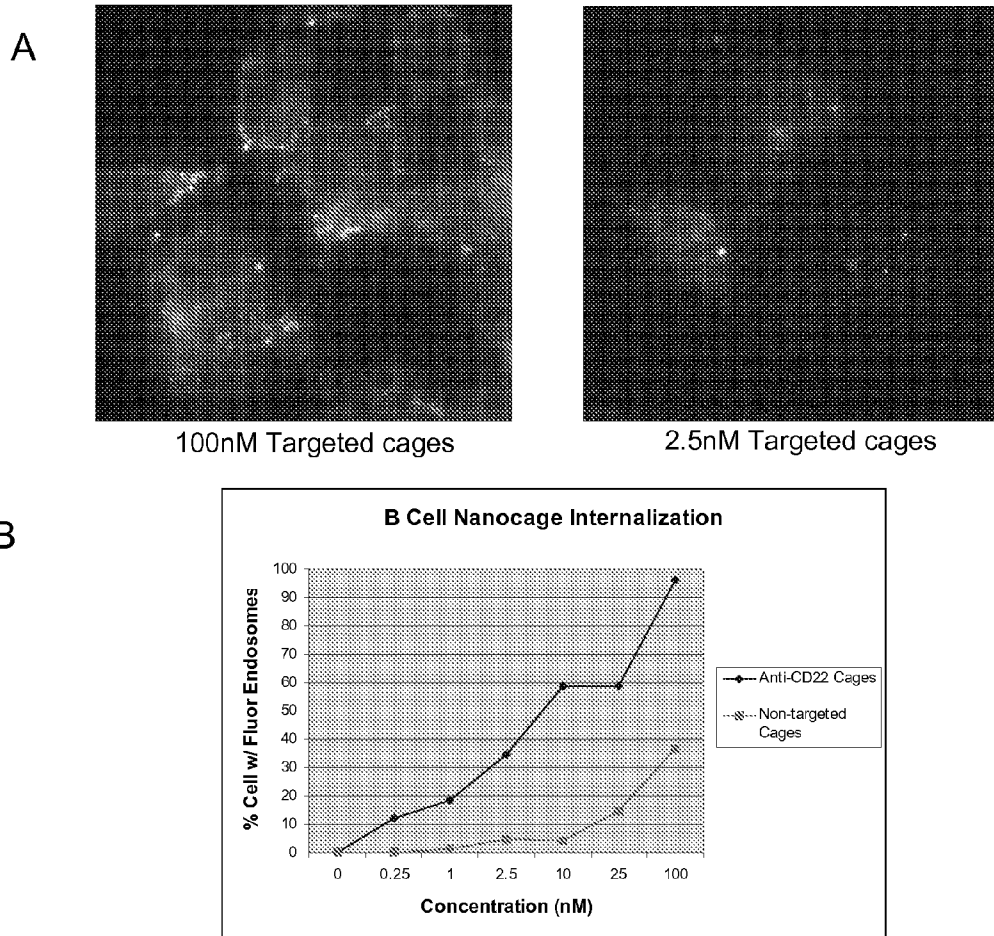 A
100nM Targeted cages
2.5nM Targeted cages
B
B Cell Nanocage Internalization
% Cell w/ Fluor Endosomes
100
90
80
70
60
50
40
30
20
10
0
0 0.25 1 2.5 10 25 100
Concentration (nM)
Anti-CD22 Cages
Non-targeted
Cages